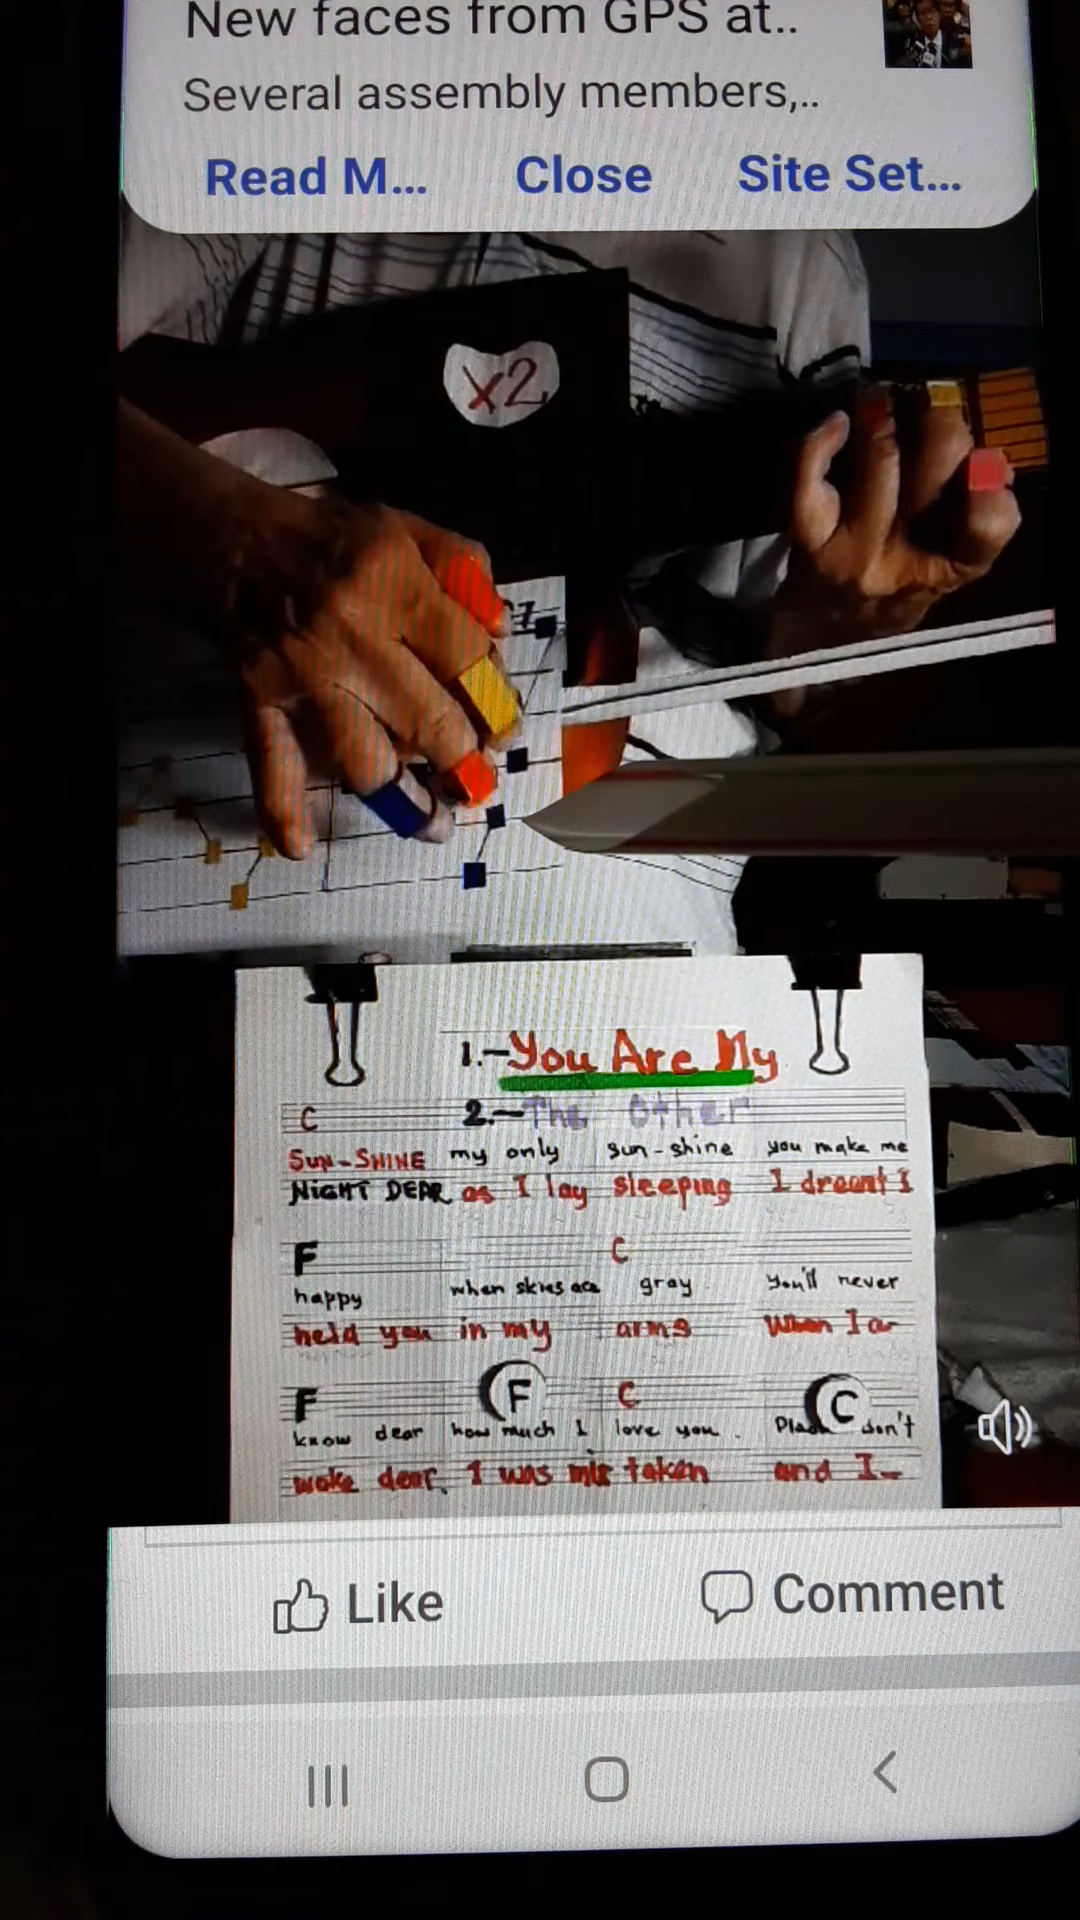 New faces from GPS at..
Several assembly members,..
Read M... Close Site Set...
x2
7
1.-You Are My
2.-The Other
C
SUN-SHINE my only sun-shine you make me
NIGHT DEAR as I lay sleeping I dreamt I
F C
happy when skies are gray you'll never
held you in my arms When I a-
F F C C
know dear how much I love you. don't
woke dear, I was mis taken and I-
Like Comment